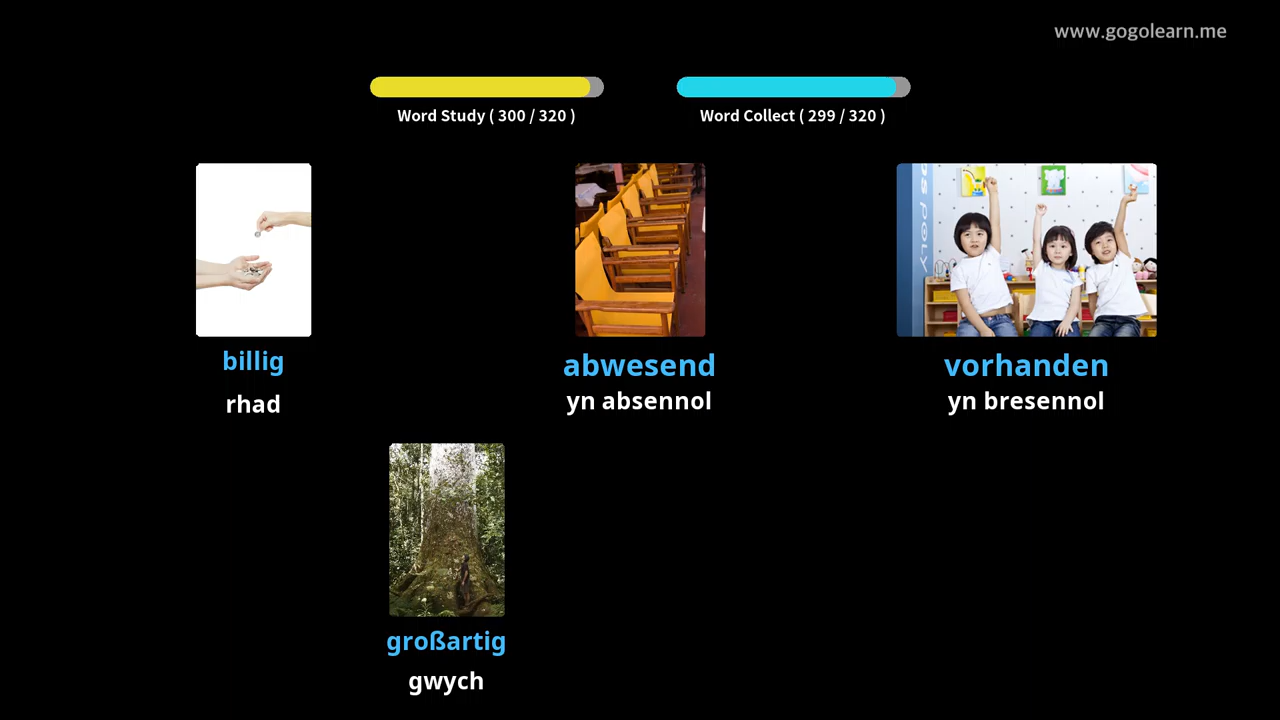 www.gogolearn.me
Word Study ( 300 / 320 )
Word Collect ( 299 / 320 )
billig
abwesend
vorhanden
rhad
yn absennol
yn bresennol
großartig
gwych